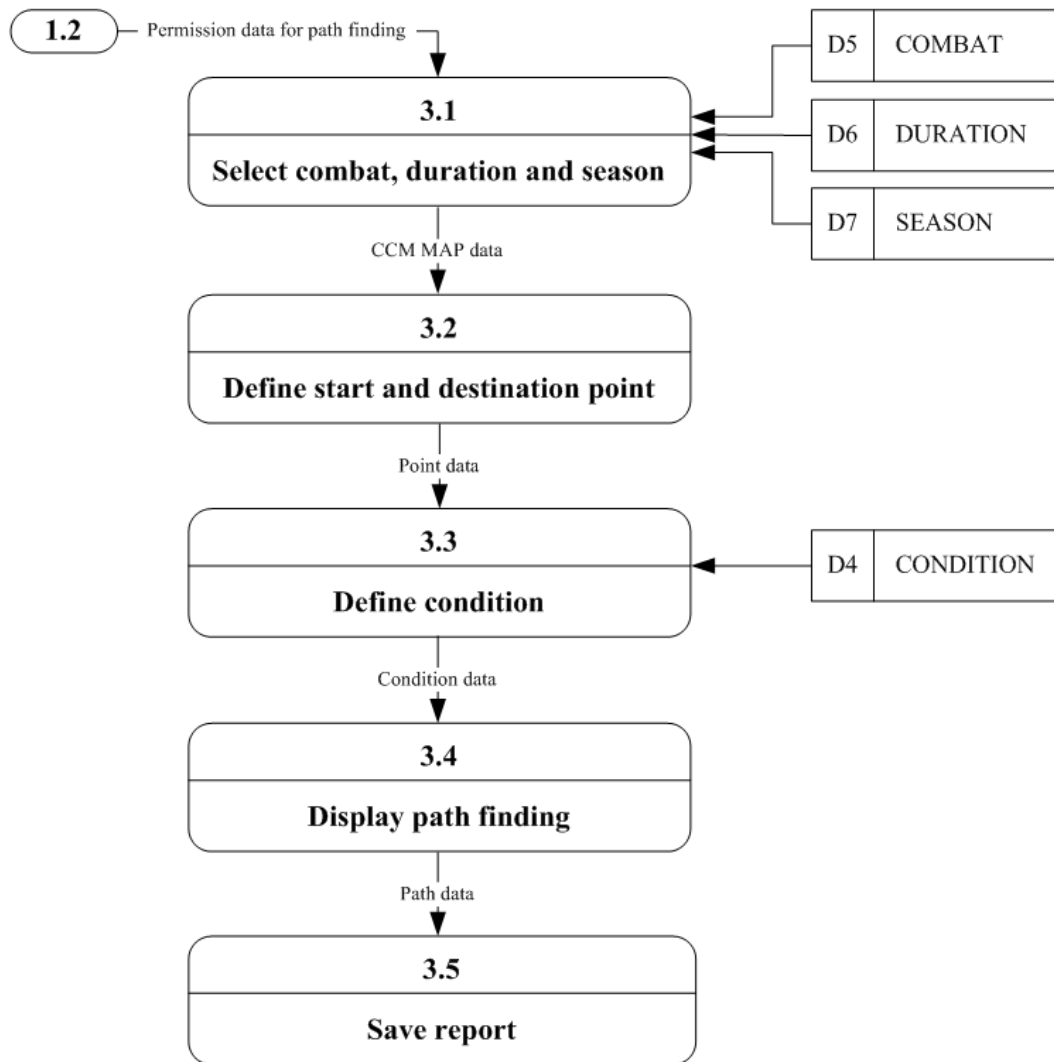 1.2
Permission data for path finding
D5 COMBAT
3.1
D6 DURATION
Select combat, duration and season
D7 SEASON
CCM MAP data
3.2
Define start and destination point
Point data
3.3
D4 CONDITION
Define condition
Condition data
3.4
Display path finding
Path data
3.5
Save report